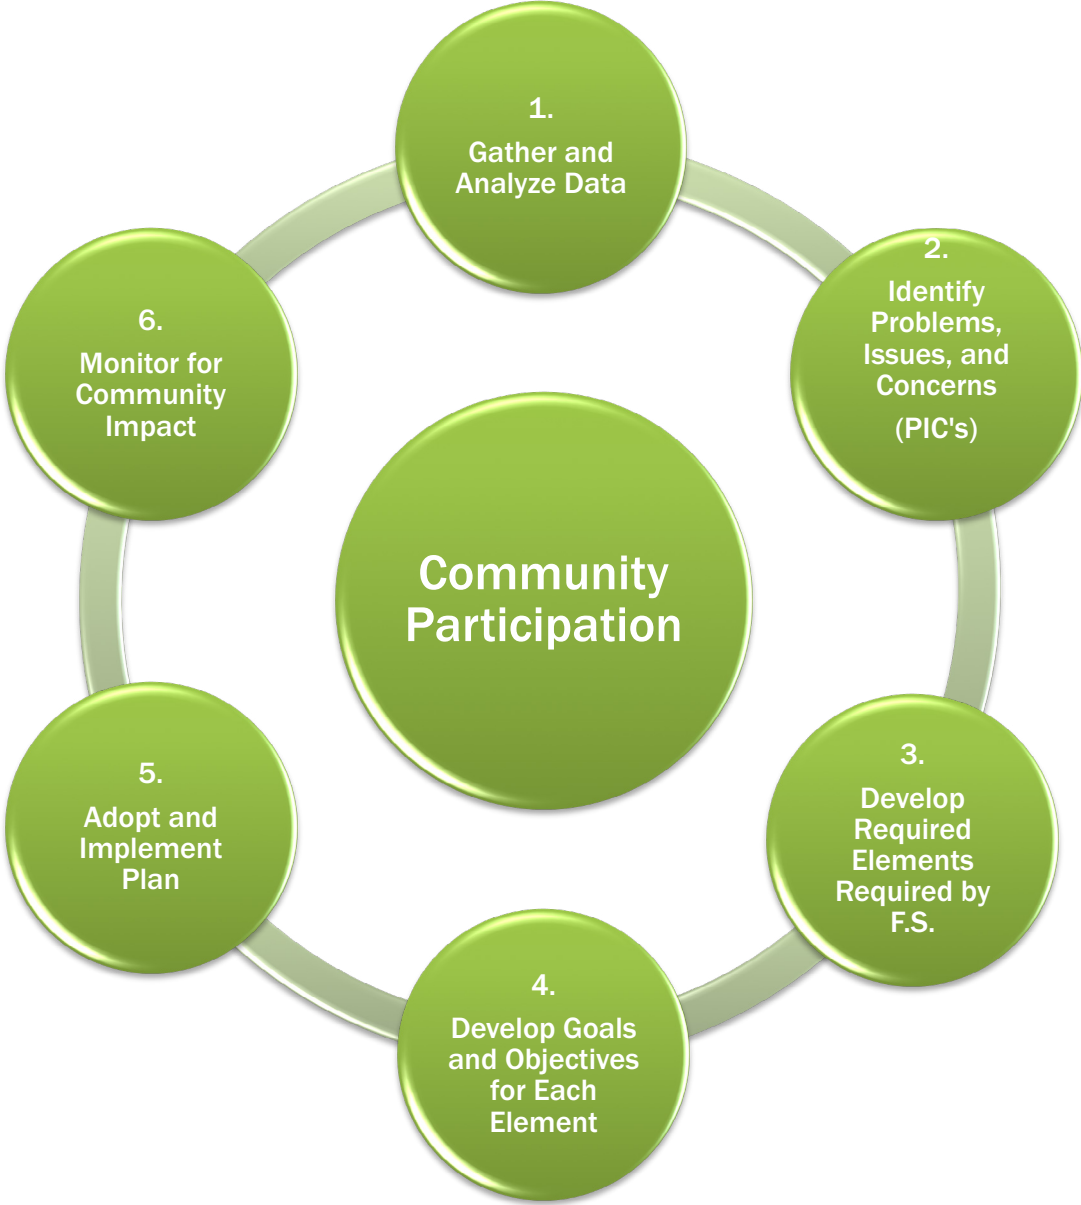 1.
Gather and
Analyze Data
2.
Identify
Problems,
Issues, and
Concerns
(PIC's)
3.
Develop
Required
Elements
Required by
F.S.
4.
Develop Goals
and Objectives
for Each
Element
5.
Adopt and
Implement
Plan
6.
Monitor for
Community
Impact
Community
Participation